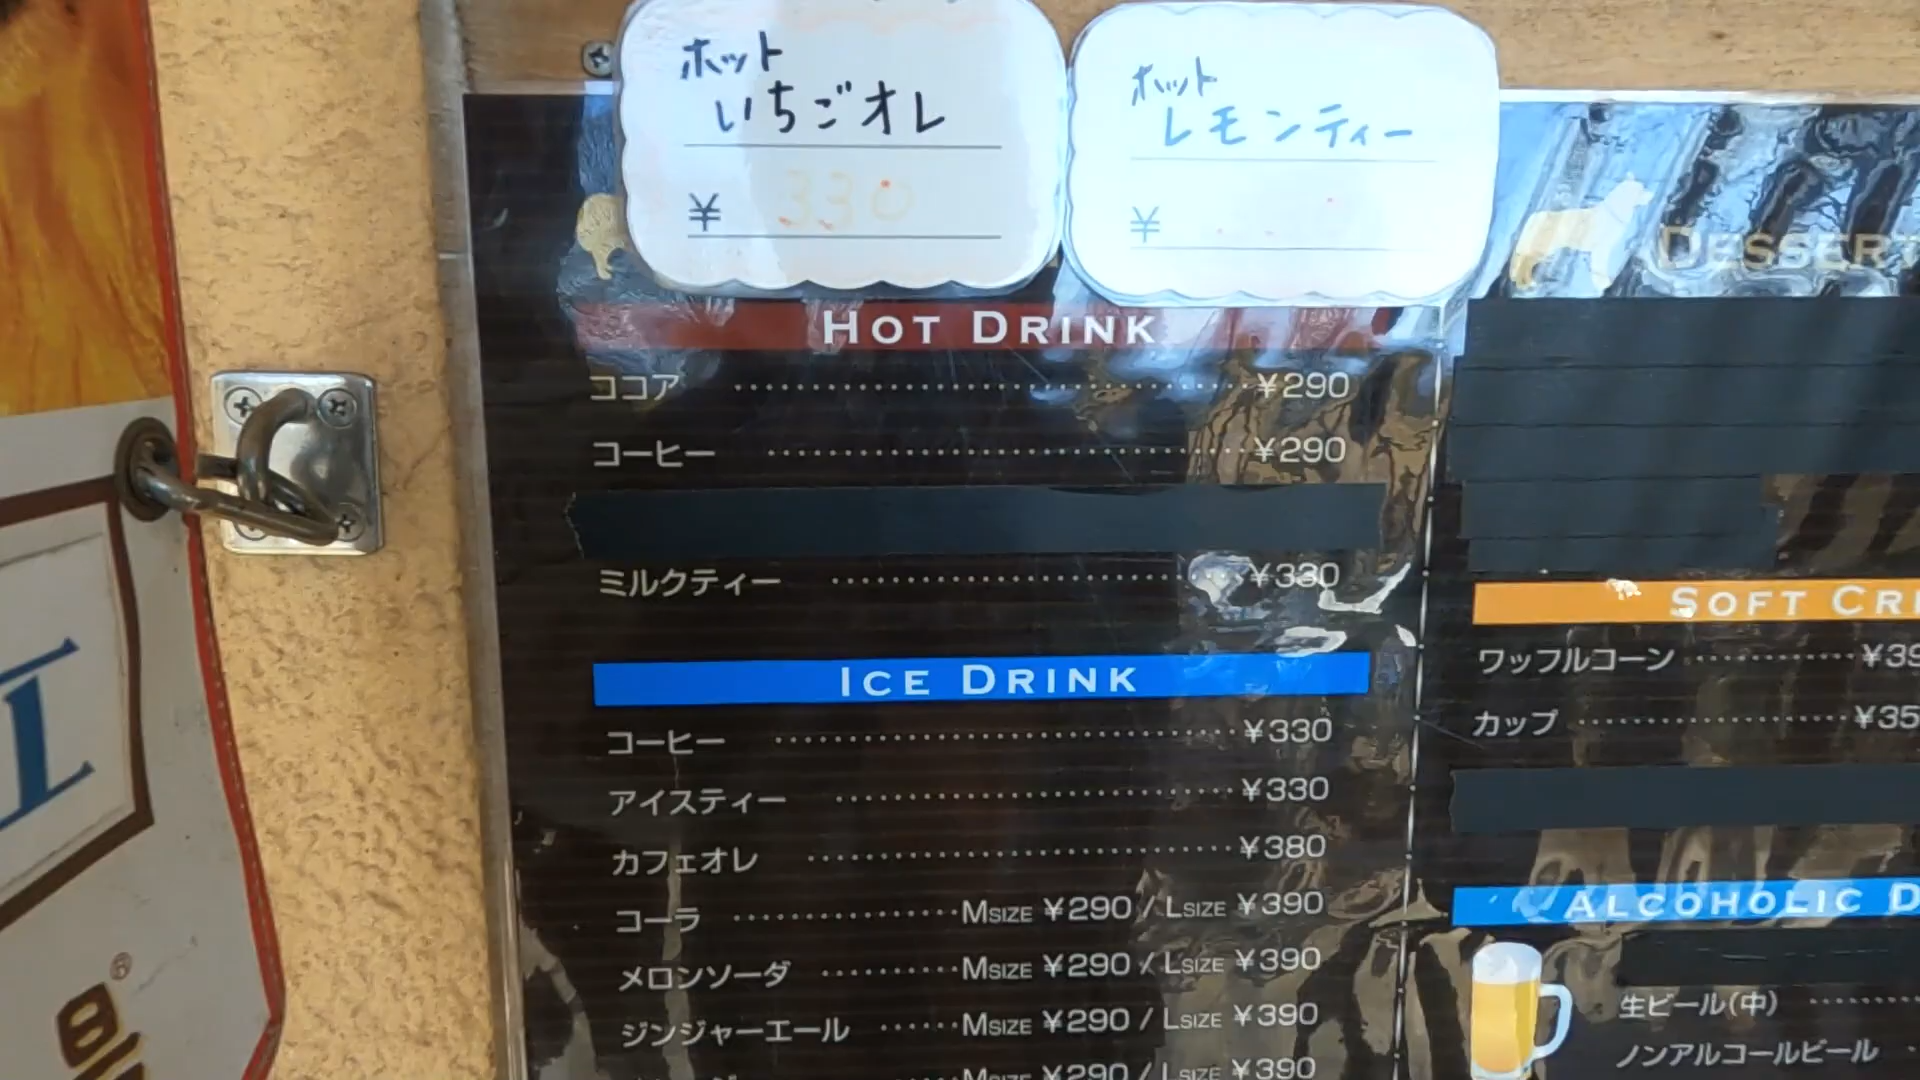 ホット
いちごオレ
¥ 330
ホット
レモンティー
¥
HOT DRINK
ココア ¥290
コーヒー ¥290
ミルクティー ¥330
ICE DRINK
コーヒー ¥330
アイスティー ¥330
カフェオレ ¥380
コーラ MSIZE ¥290 / LSIZE ¥390
メロンソーダ MSIZE ¥290 / LSIZE ¥390
ジンジャーエール MSIZE ¥290 / LSIZE ¥390
MSIZE ¥290 / LSIZE ¥390
DESSERT
SOFT CR
ワッフルコーン ¥39
カップ ¥35
ALCOHOLIC D
生ビール(中)
ノンアルコールビール